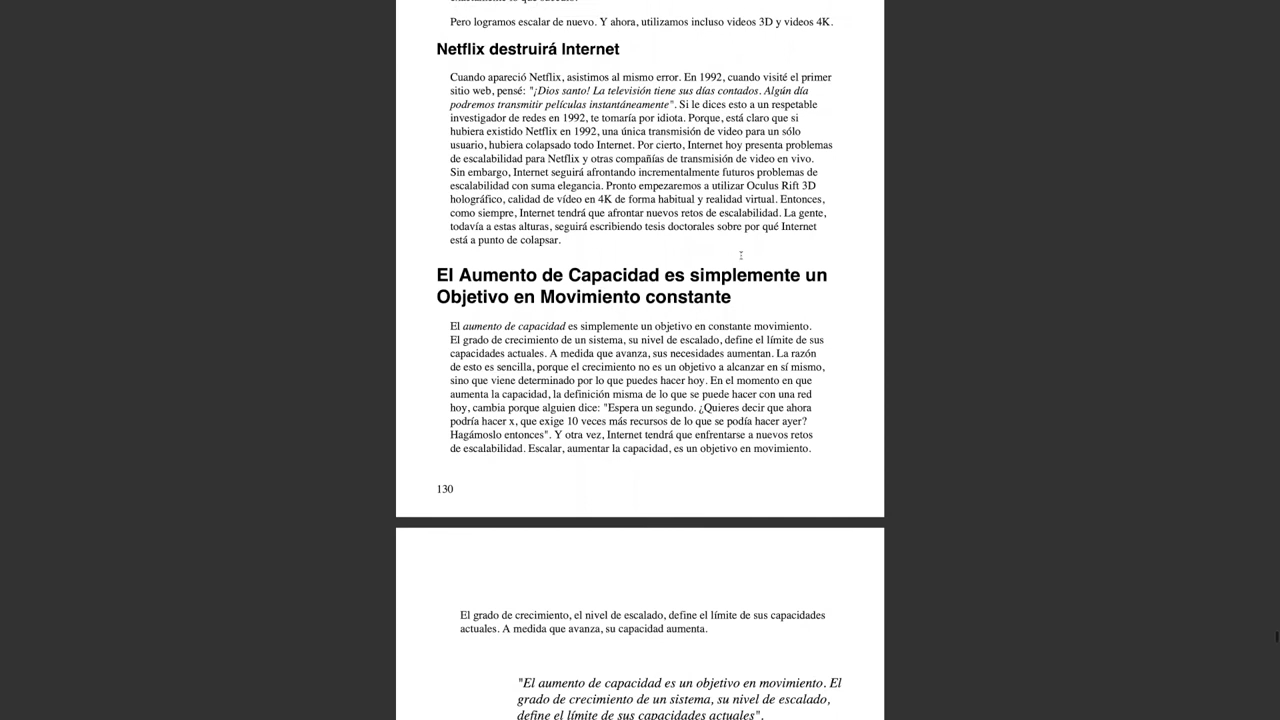 Pero logramos escalar de nuevo. Y ahora, utilizamos incluso videos 3D y videos 4K.
Netflix destruirá Internet
Cuando apareció Netflix, asistimos al mismo error. En 1992, cuando visité el primer
sitio web, pensé: "¡Dios santo! La televisión tiene sus días contados. Algún día
podremos transmitir películas instantáneamente". Si le dices esto a un respetable
investigador de redes en 1992, te tomaría por idiota. Porque, está claro que si
hubiera existido Netflix en 1992, una única transmisión de video para un sólo
usuario, hubiera colapsado todo Internet. Por cierto, Internet hoy presenta problemas
de escalabilidad para Netflix y otras compañías de transmisión de video en vivo.
Sin embargo, Internet seguirá afrontando incrementalmente futuros problemas de
escalabilidad con suma elegancia. Pronto empezaremos a utilizar Oculus Rift 3D
holográfico, calidad de vídeo en 4K de forma habitual y realidad virtual. Entonces,
como siempre, Internet tendrá que afrontar nuevos retos de escalabilidad. La gente,
todavía a estas alturas, seguirá escribiendo tesis doctorales sobre por qué Internet
está a punto de colapsar.
El Aumento de Capacidad es simplemente un
Objetivo en Movimiento constante
El aumento de capacidad es simplemente un objetivo en constante movimiento.
El grado de crecimiento de un sistema, su nivel de escalado, define el límite de sus
capacidades actuales. A medida que avanza, sus necesidades aumentan. La razón
de esto es sencilla, porque el crecimiento no es un objetivo a alcanzar en sí mismo,
sino que viene determinado por lo que puedes hacer hoy. En el momento en que
aumenta la capacidad, la definición misma de lo que se puede hacer con una red
hoy, cambia porque alguien dice: "Espera un segundo. ¿Quieres decir que ahora
podría hacer x, que exige 10 veces más recursos de lo que se podía hacer ayer?
Hagámoslo entonces". Y otra vez, Internet tendrá que enfrentarse a nuevos retos
de escalabilidad. Escalar, aumentar la capacidad, es un objetivo en movimiento.
130
El grado de crecimiento, el nivel de escalado, define el límite de sus capacidades
actuales. A medida que avanza, su capacidad aumenta.
"El aumento de capacidad es un objetivo en movimiento. El
grado de crecimiento de un sistema, su nivel de escalado,
define el límite de sus capacidades actuales".